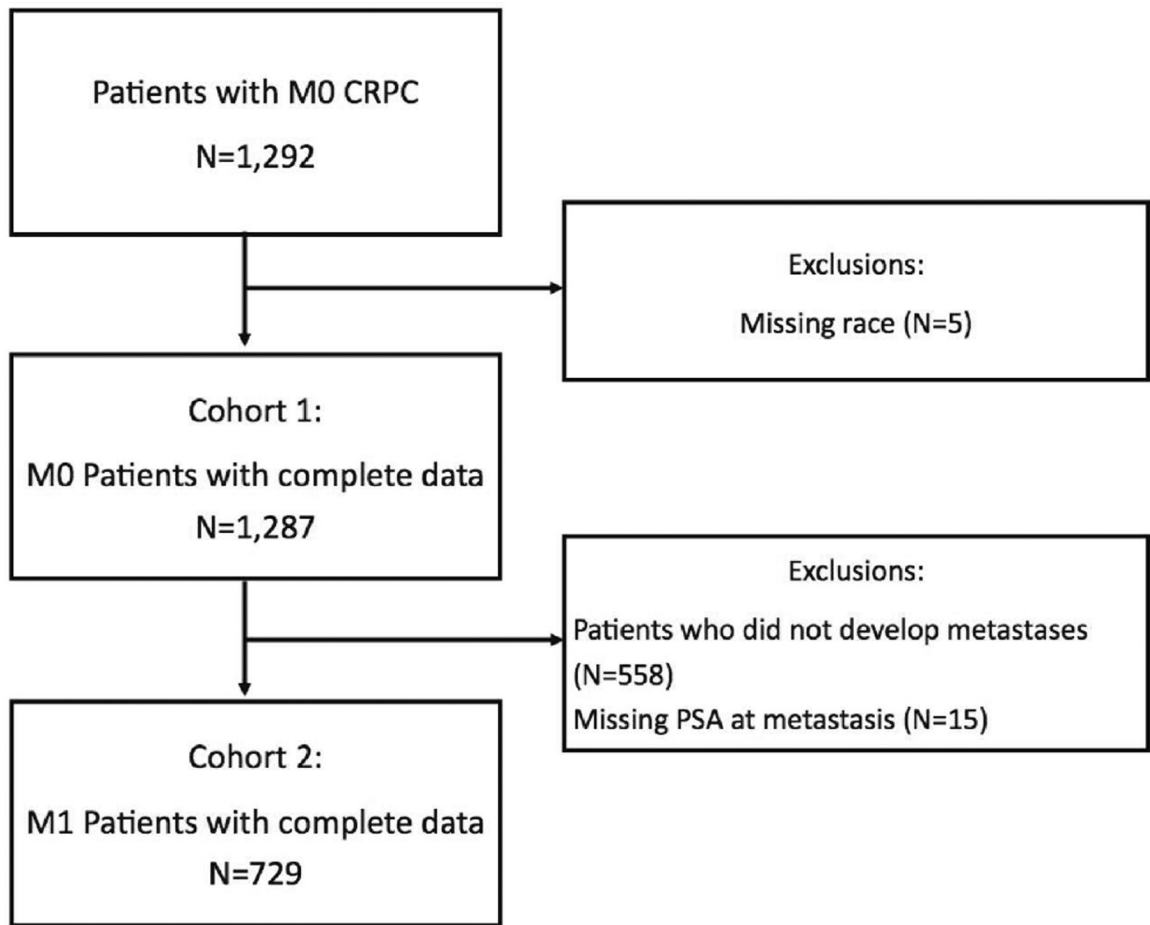 Patients with M0 CRPC
N=1,292
Exclusions:
Missing race (N=5)
Cohort 1:
M0 Patients with complete data
N=1,287
Exclusions:
Patients who did not develop metastases
(N=558)
Missing PSA at metastasis (N=15)
Cohort 2:
M1 Patients with complete data
N=729